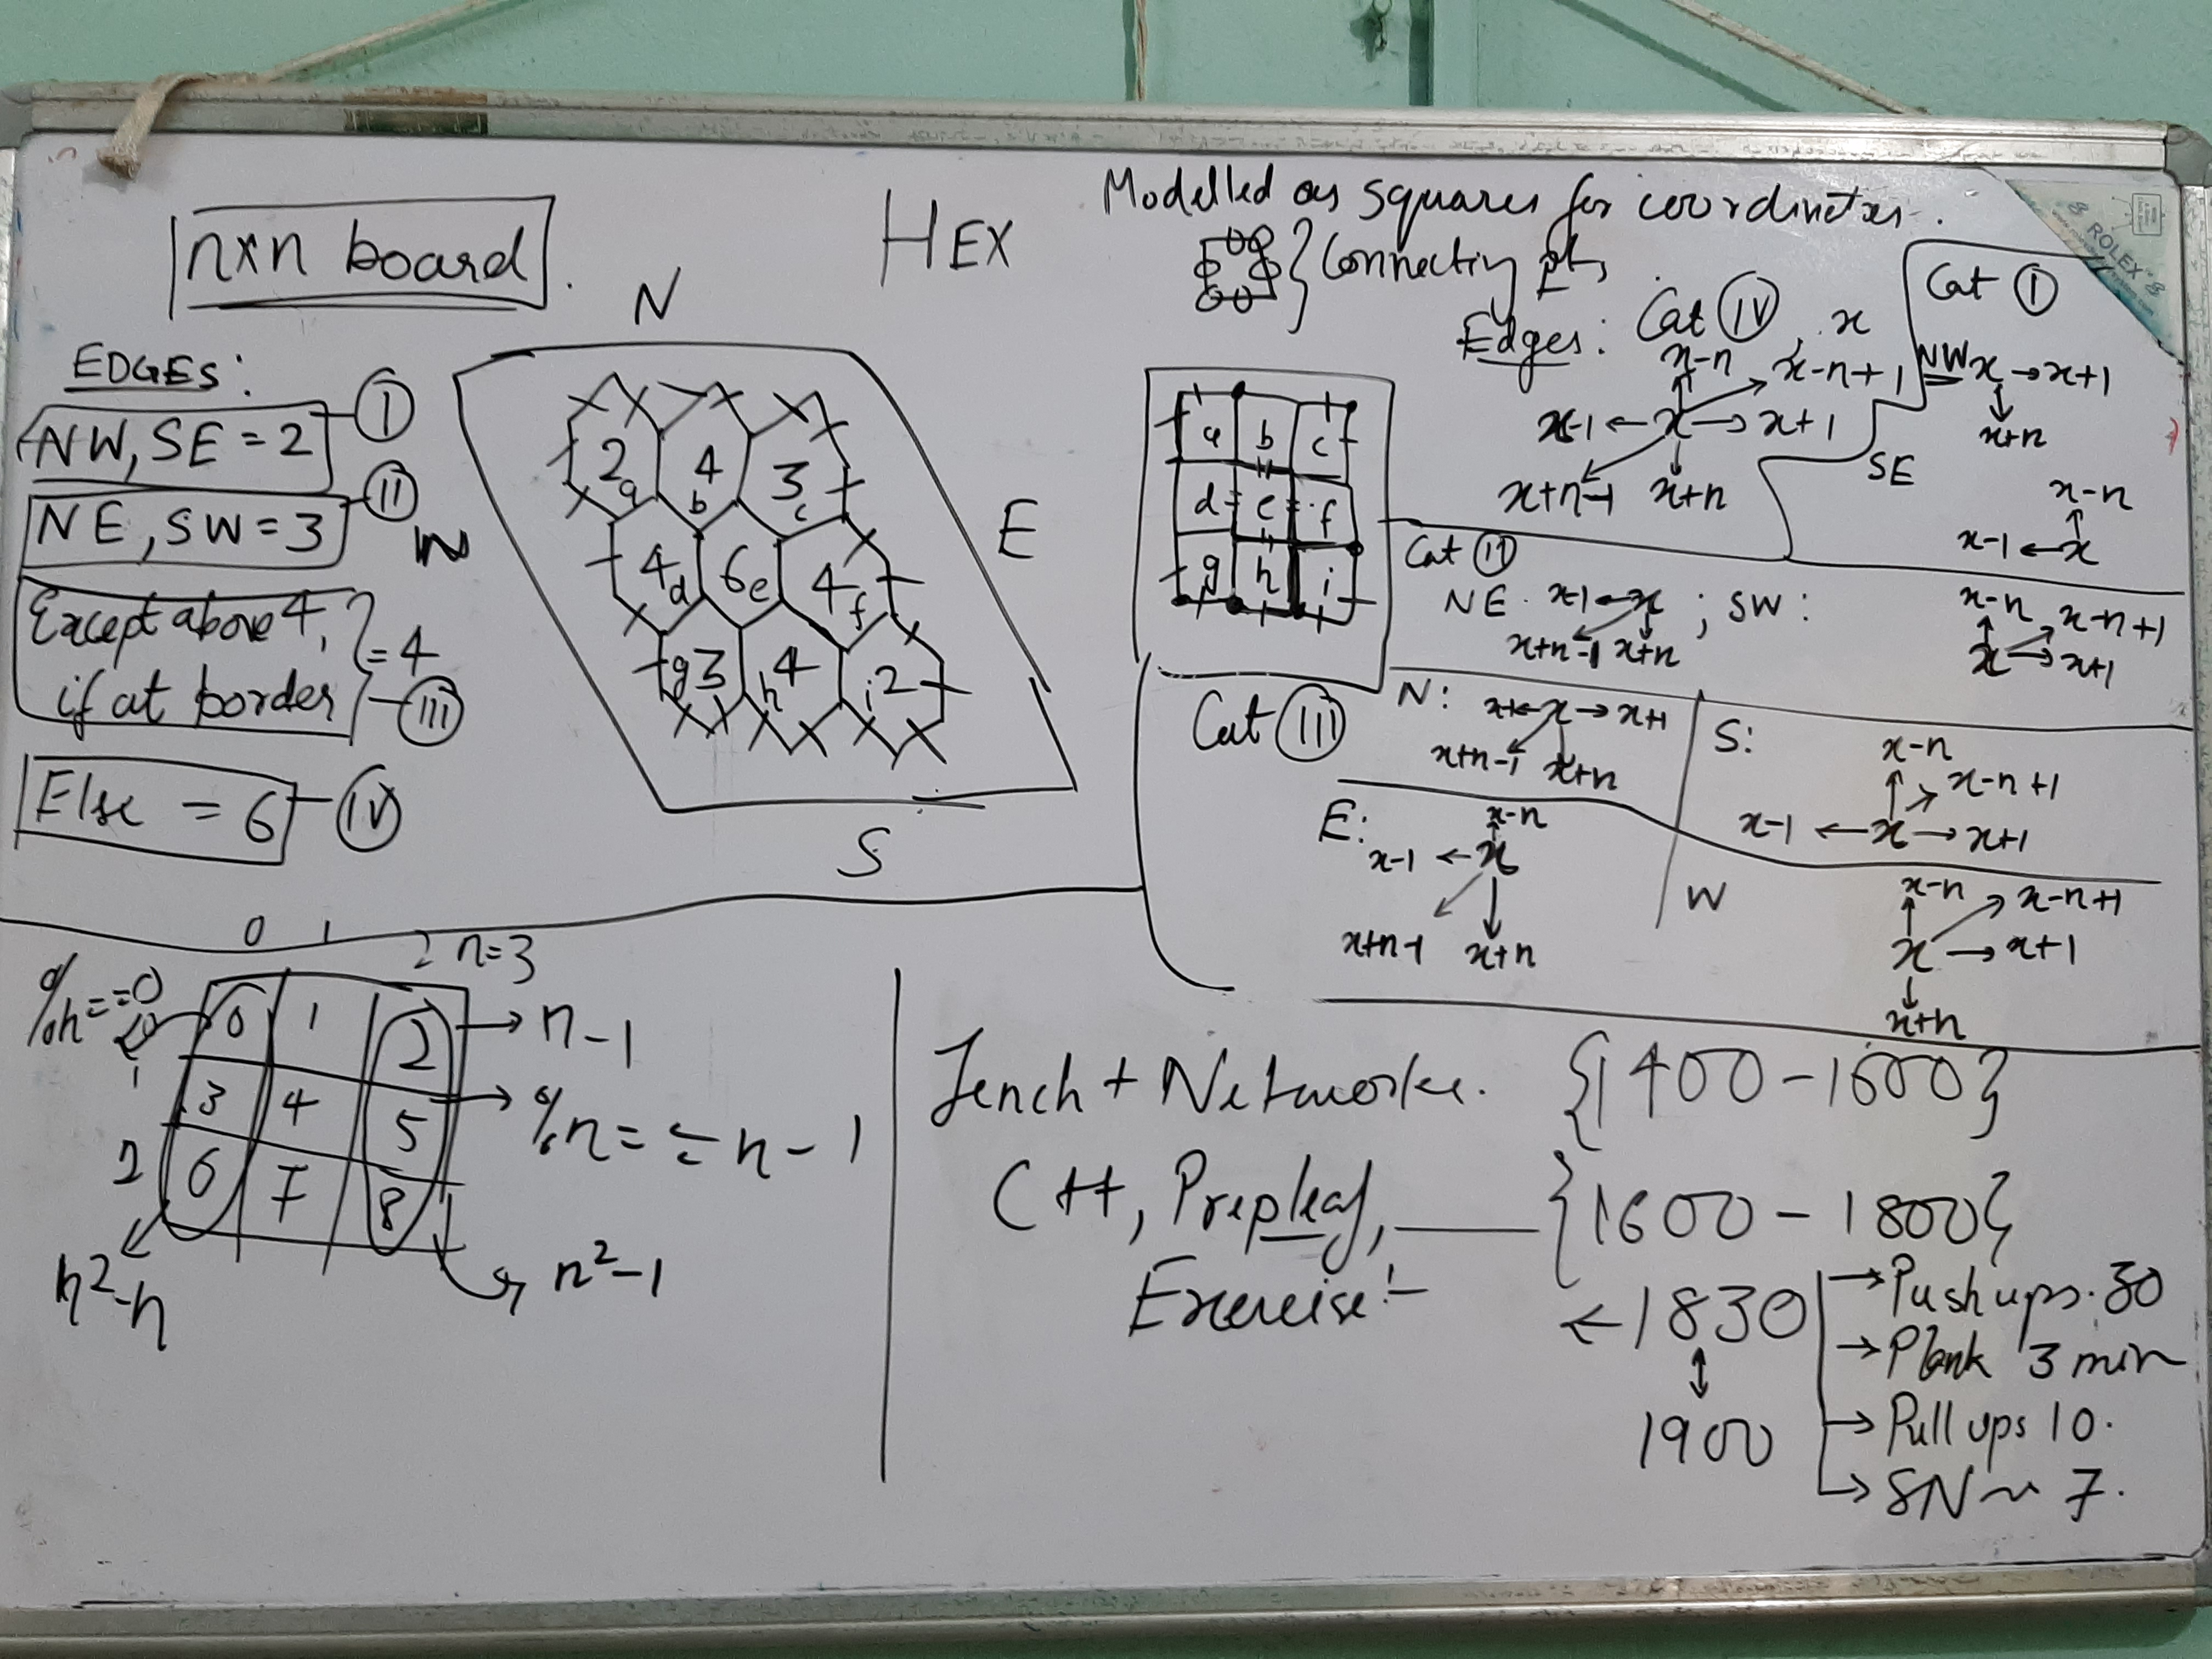 HEX
Modelled as squares for coordinates.
nxn board.
} Connecting pts
N
EDGES:
NW, SE = 2 - I
NE, SW = 3 - II
Except above 4,
if at border } = 4 - III
Else = 6 - IV
W
E
S
2 a
4 b
3 c
4 d
6 e
4 f
g 3
h 4
i 2
a b c
d e f
g h i
Edges: Cat IV, x
x-n
x-n+1
x-1 ← x → x+1
x+n-1 x+n
Cat I
NW x → x+1
x+n
SE
x-n
x-1 ← x
Cat II
NE. x-1 ← x ; SW:
x+n-1 x+n
x-n x-n+1
x → x+1
Cat III
N: x-1 ← x → x+1
x+n-1 x+n
S:
x-n
x-n+1
x-1 ← x → x+1
E:
x-n
x-1 ← x
x+n-1 x+n
W
x-n x-n+1
x → x+1
x+n
0 1 2 n=3
%n==0
0 1 2 → n-1
1
3 4 5 → %n==n-1
2
6 7 8
n²-n
n²-1
+ Networks. {1400-1600}
C++, Prepleaf, {1600-1800}
Exercise:- ← 1830
↕
1900
→ Push ups. 30
→ Plank 3 min
→ Pull ups 10.
→ SN ~ 7.
ROLEX